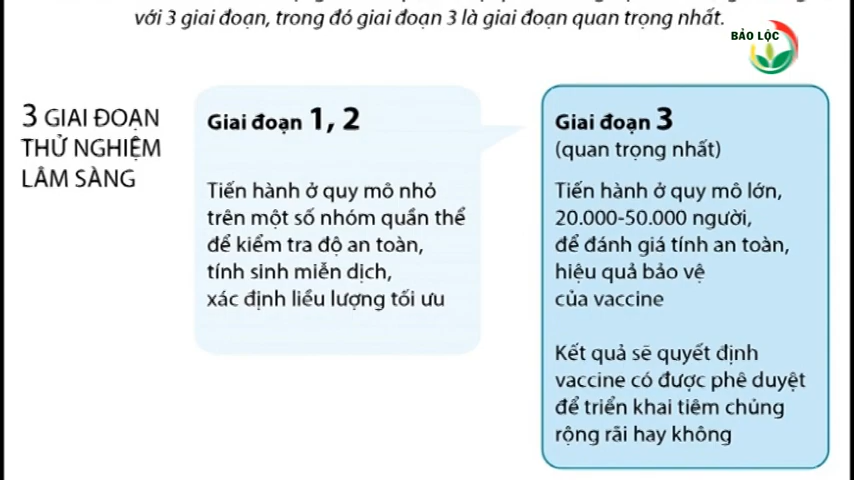 với 3 giai đoạn, trong đó giai đoạn 3 là giai đoạn quan trọng nhất.
BẢO LỘC
3 GIAI ĐOẠN
THỬ NGHIỆM
LÂM SÀNG
Giai đoạn 1, 2
Tiến hành ở quy mô nhỏ
trên một số nhóm quần thể
để kiểm tra độ an toàn,
tính sinh miễn dịch,
xác định liều lượng tối ưu
Giai đoạn 3
(quan trọng nhất)
Tiến hành ở quy mô lớn,
20.000-50.000 người,
để đánh giá tính an toàn,
hiệu quả bảo vệ
của vaccine
Kết quả sẽ quyết định
vaccine có được phê duyệt
để triển khai tiêm chủng
rộng rãi hay không